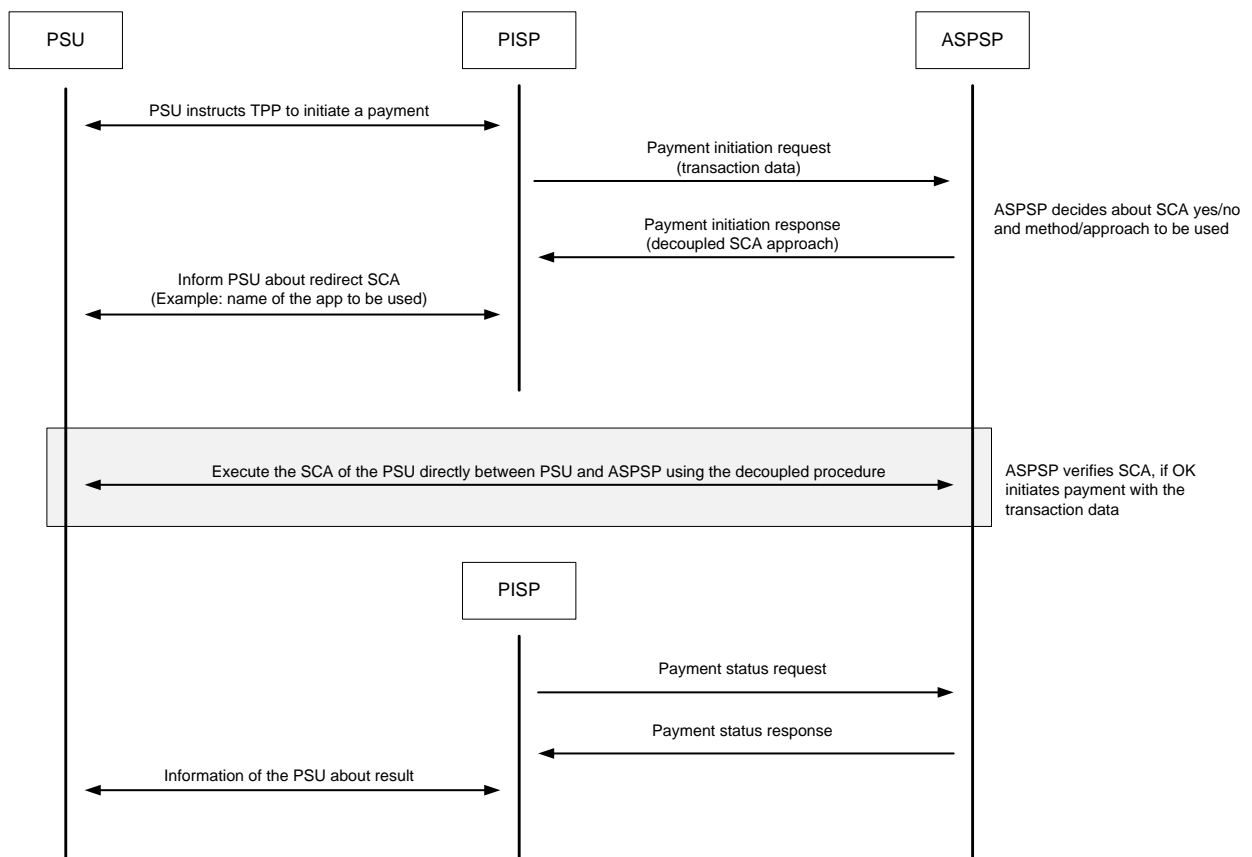 PSU
PISP
ASPSP
PSU instructs TPP to initiate a payment
Payment initiation request
(transaction data)
ASPSP decides about SCA yes/no
and method/approach to be used
Payment initiation response
(decoupled SCA approach)
Inform PSU about redirect SCA
(Example: name of the app to be used)
Execute the SCA of the PSU directly between PSU and ASPSP using the decoupled procedure
ASPSP verifies SCA, if OK
initiates payment with the
transaction data
PISP
Payment status request
Payment status response
Information of the PSU about result